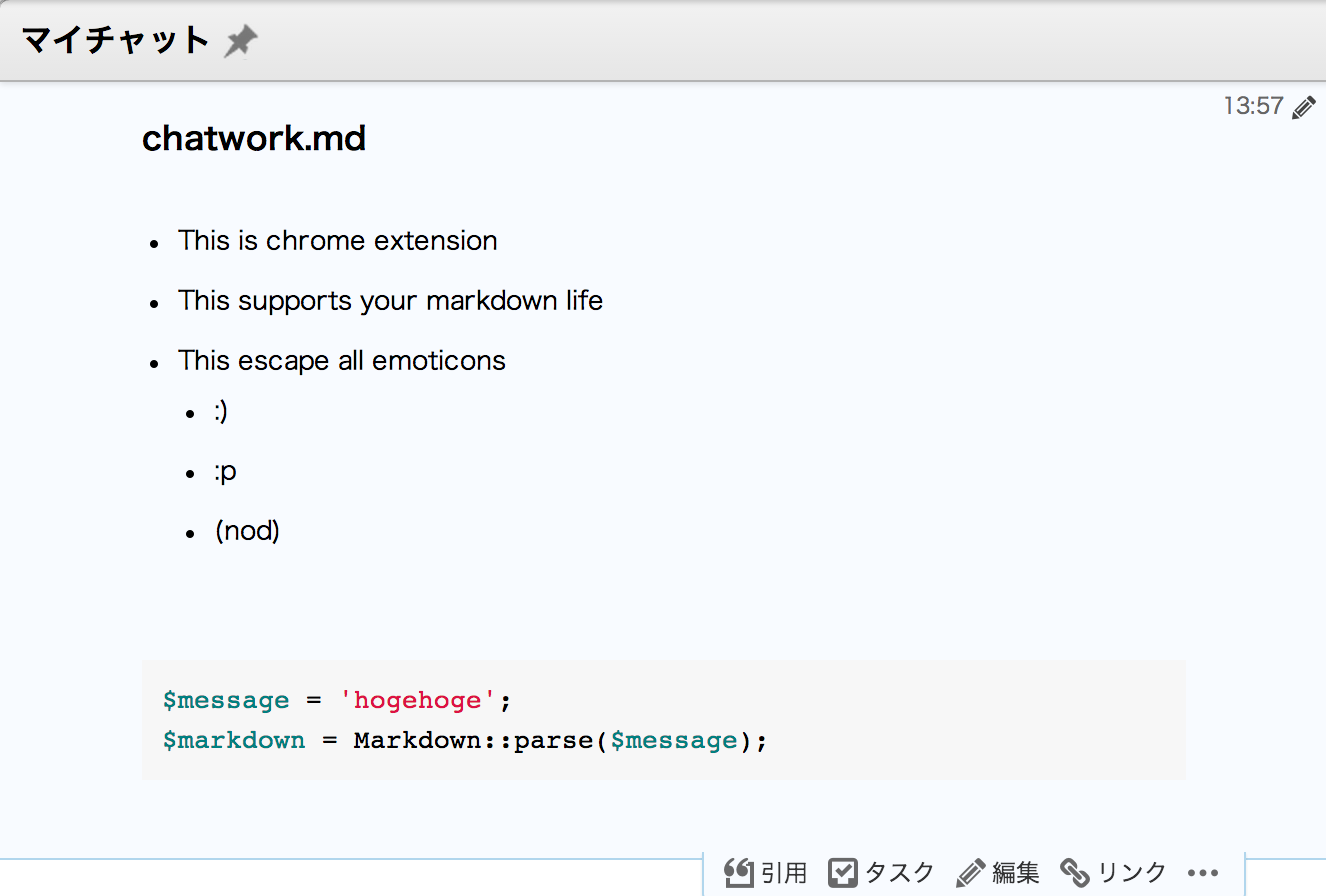 マイチャット
13:57
chatwork.md
This is chrome extension
This supports your markdown life
This escape all emoticons
:)
:p
(nod)
$message = 'hogehoge';
$markdown = Markdown::parse($message);
引用 タスク 編集 リンク